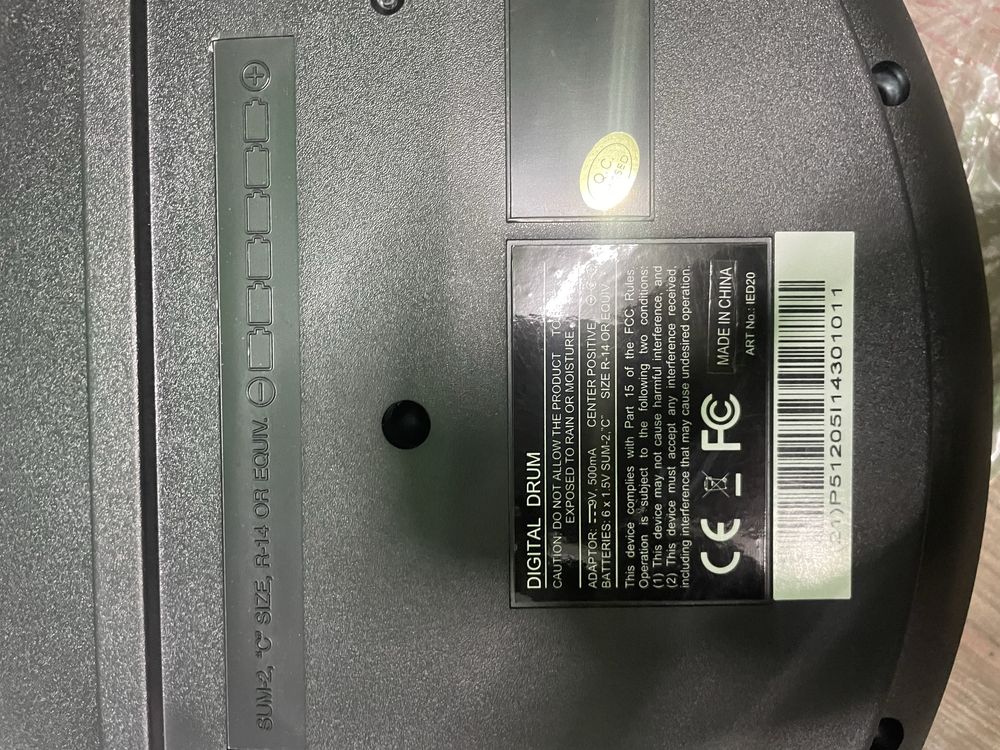 SUM-2, "C" SIZE, R-14 OR EQUIV.
Q.C.
DIGITAL DRUM
CAUTION: DO NOT ALLOW THE PRODUCT TO
EXPOSED TO RAIN OR MOISTURE.
ADAPTOR: 9V, 500mA CENTER POSITIVE
BATTERIES: 6 x 1.5V SUM-2,"C" SIZE R-14 OR EQUIV.
This device complies with Part 15 of the FCC Rules.
Operation is subject to the following two conditions:
(1) This device may not cause harmful interference, and
(2) This device must accept any interference received,
including interference that may cause undesired operation.
CE FC
MADE IN CHINA
ART No.: IED20
(21)P51205I14301011